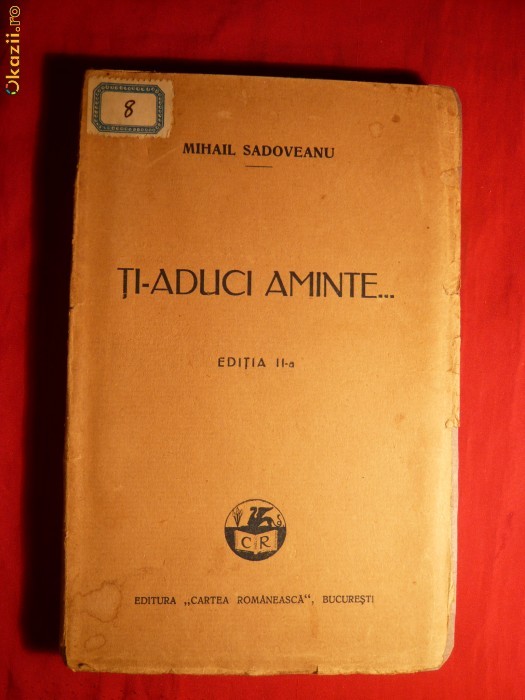 Okazii.ro
8
MIHAIL SADOVEANU
ȚI-ADUCI AMINTE...
EDIȚIA II-a
C R
EDITURA „CARTEA ROMÂNEASCĂ“, BUCUREȘTI